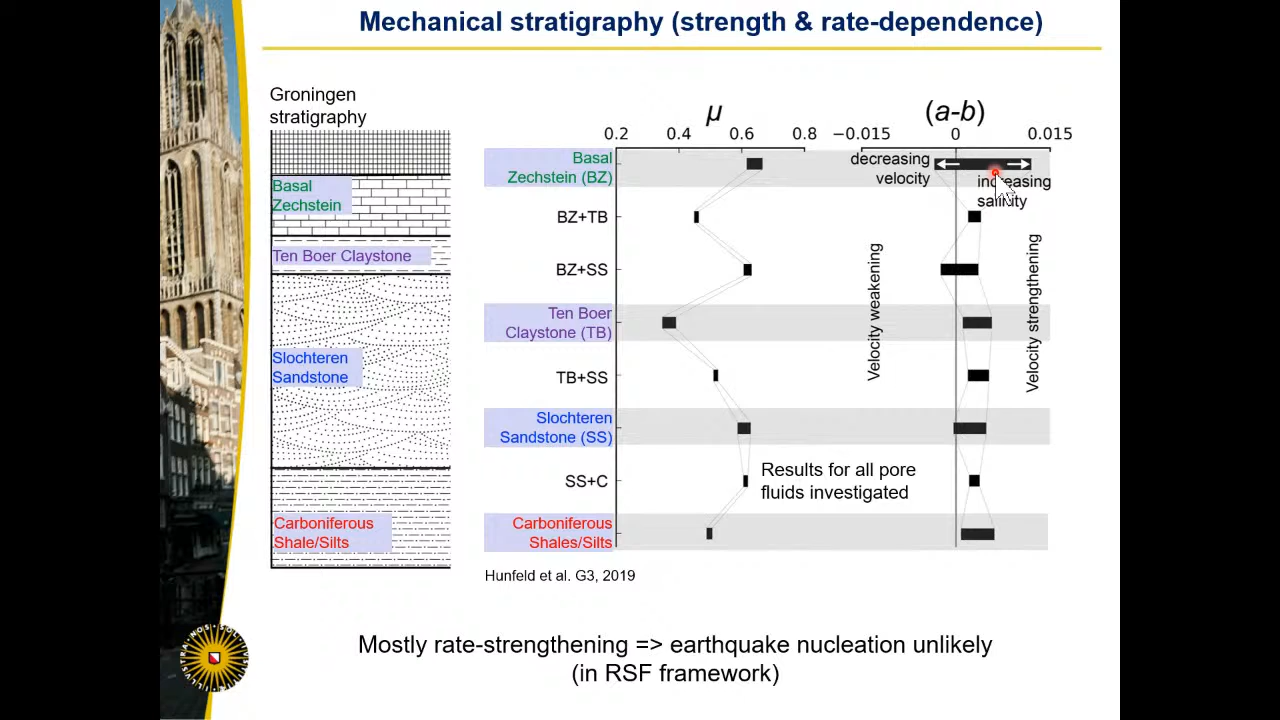 Mechanical stratigraphy (strength & rate-dependence)
Groningen
stratigraphy
Basal
Zechstein
Ten Boer Claystone
Slochteren
Sandstone
Carboniferous
Shale/Silts
μ
(a-b)
0.2 0.4 0.6 0.8 −0.015 0 0.015
Basal
Zechstein (BZ)
BZ+TB
BZ+SS
Ten Boer
Claystone (TB)
TB+SS
Slochteren
Sandstone (SS)
SS+C
Carboniferous
Shales/Silts
decreasing
velocity
increasing
salinity
Velocity weakening
Velocity strengthening
Results for all pore
fluids investigated
Hunfeld et al. G3, 2019
Mostly rate-strengthening => earthquake nucleation unlikely
(in RSF framework)